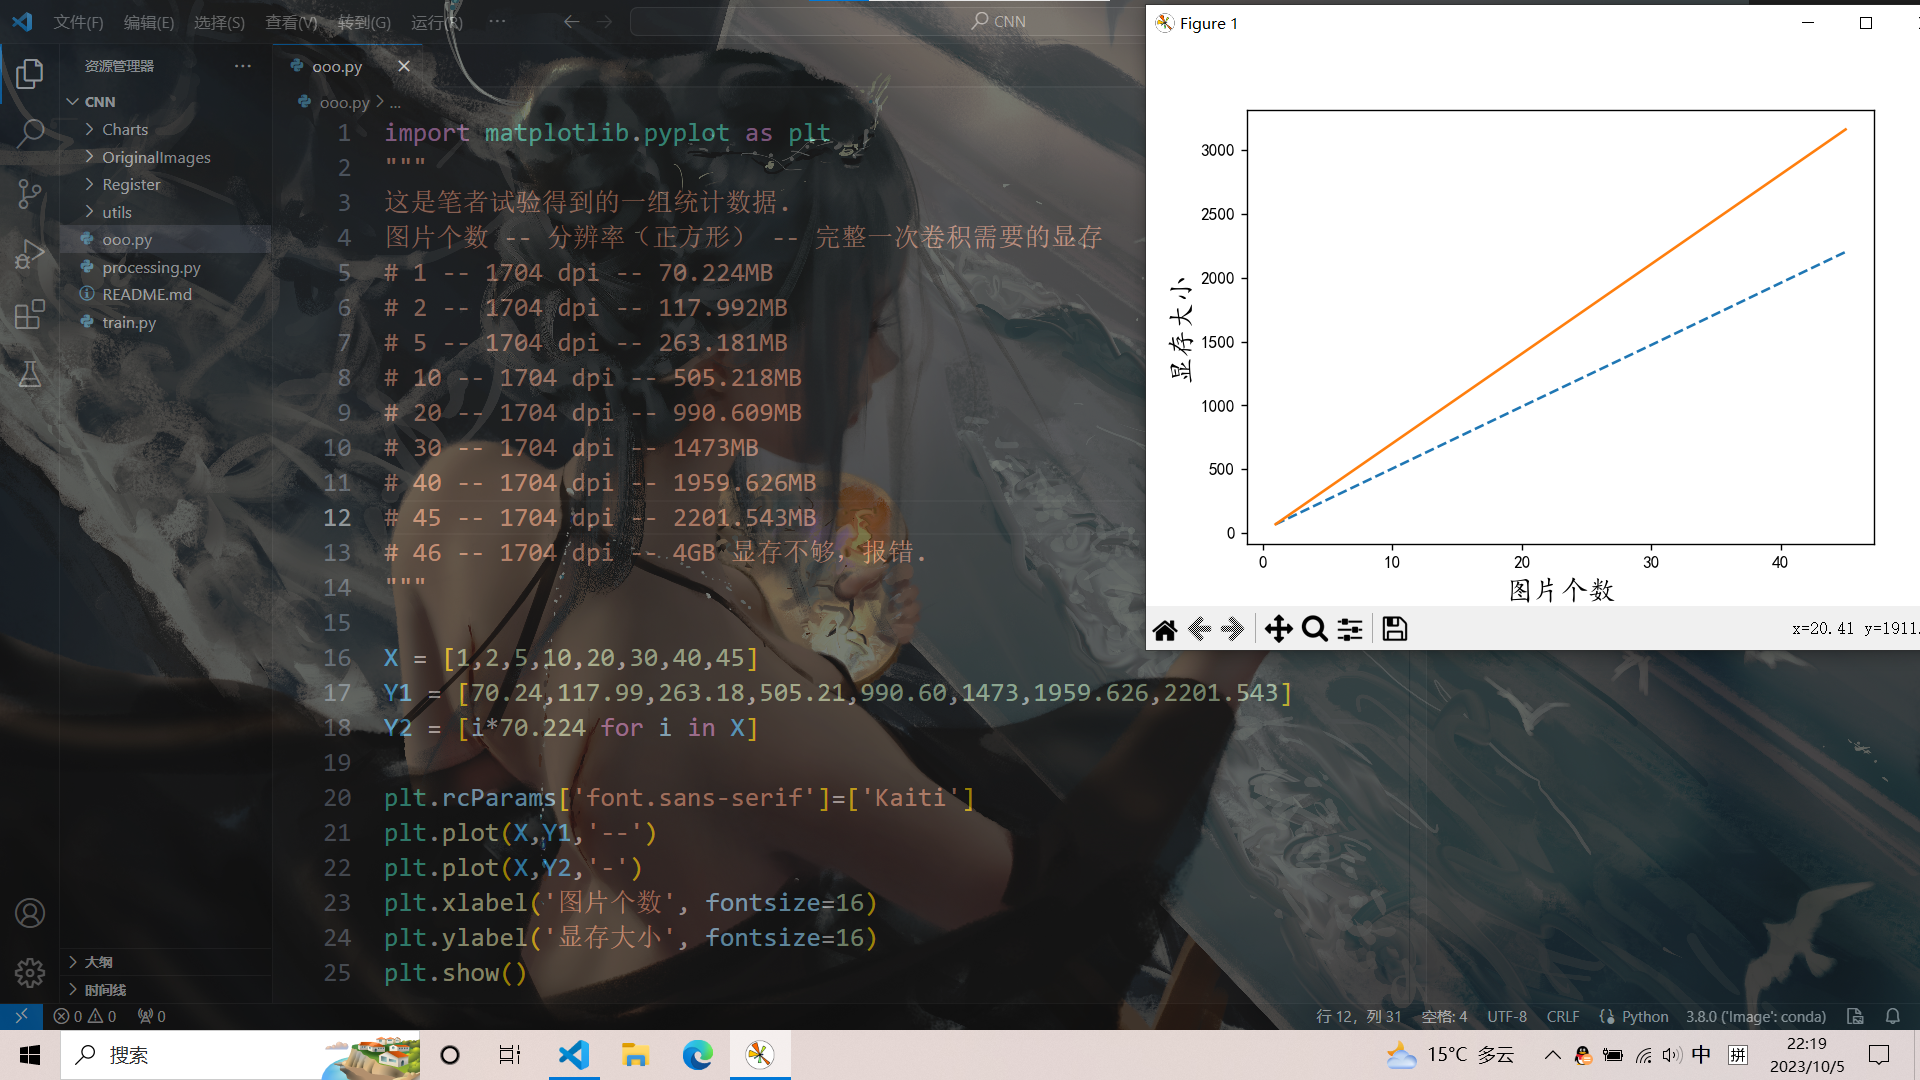 文件(F) 编辑(E) 选择(S) 查看(V) 转到(G) 运行(R) ··· CNN
资源管理器 ···
CNN
Charts
OriginalImages
Register
utils
ooo.py
processing.py
README.md
train.py
大纲
时间线
ooo.py
ooo.py > ...
1 import matplotlib.pyplot as plt
2 """
3 这是笔者试验得到的一组统计数据.
4 图片个数 -- 分辨率（正方形） -- 完整一次卷积需要的显存
5 # 1 -- 1704 dpi -- 70.224MB
6 # 2 -- 1704 dpi -- 117.992MB
7 # 5 -- 1704 dpi -- 263.181MB
8 # 10 -- 1704 dpi -- 505.218MB
9 # 20 -- 1704 dpi -- 990.609MB
10 # 30 -- 1704 dpi -- 1473MB
11 # 40 -- 1704 dpi -- 1959.626MB
12 # 45 -- 1704 dpi -- 2201.543MB
13 # 46 -- 1704 dpi -- 4GB 显存不够，报错.
14 """
15
16 X = [1,2,5,10,20,30,40,45]
17 Y1 = [70.24,117.99,263.18,505.21,990.60,1473,1959.626,2201.543]
18 Y2 = [i*70.224 for i in X]
19
20 plt.rcParams['font.sans-serif']=['Kaiti']
21 plt.plot(X,Y1,'--')
22 plt.plot(X,Y2,'-')
23 plt.xlabel('图片个数', fontsize=16)
24 plt.ylabel('显存大小', fontsize=16)
25 plt.show()
Figure 1
3000
2500
2000
1500
1000
500
0
显存大小
0 10 20 30 40
图片个数
x=20.41 y=1911.
0 0 0 行 12，列 31 空格: 4 UTF-8 CRLF Python 3.8.0 ('Image': conda)
搜索 15°C 多云 中 拼 22:19
2023/10/5